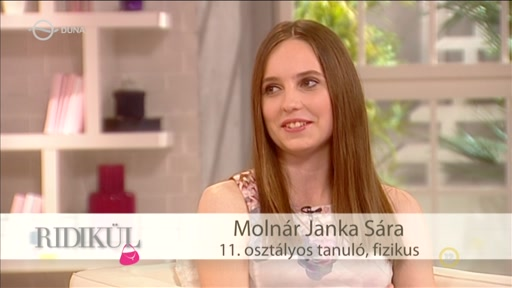 DUNA
Molnár Janka Sára
RIDIKÜL
11. osztályos tanuló, fizikus